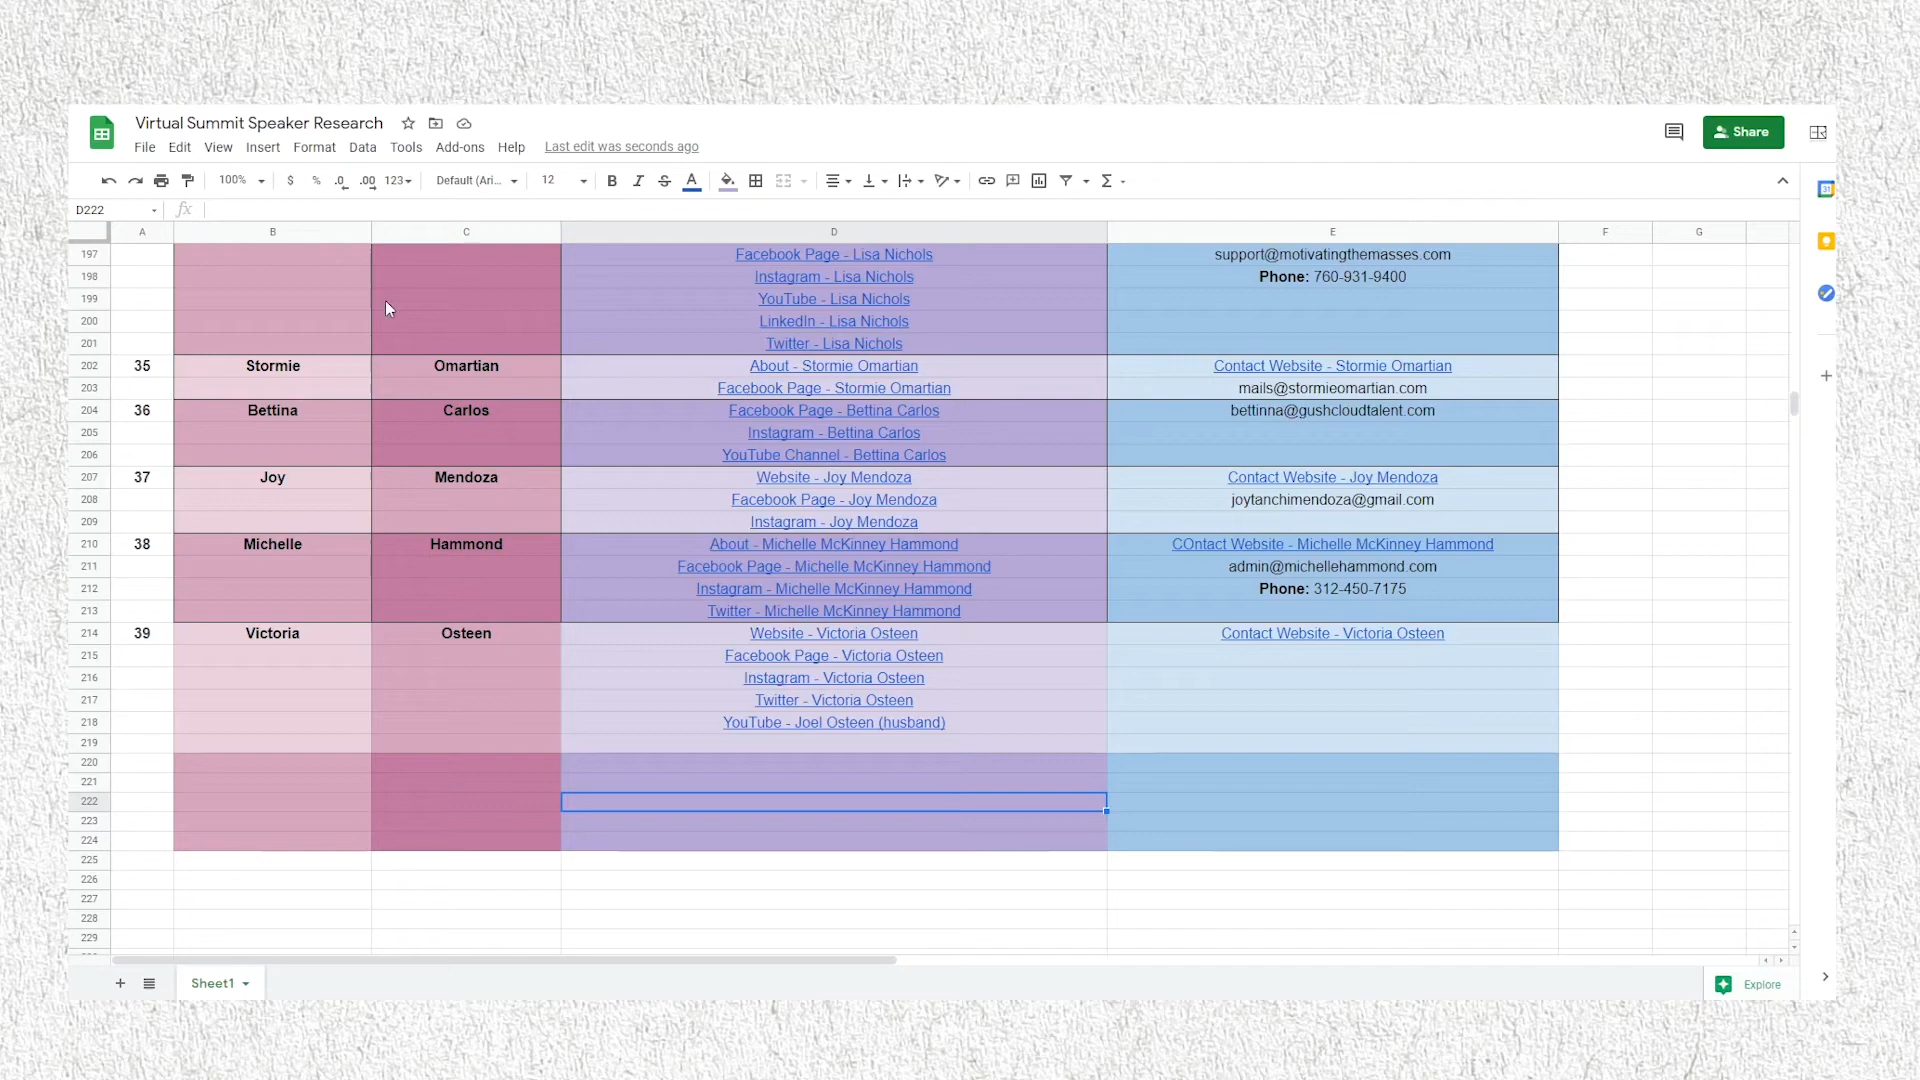 Virtual Summit Speaker Research
File Edit View Insert Format Data Tools Add-ons Help Last edit was seconds ago
Share
100% $ % .0 .00 123 Default (Ari... 12 B I S A Σ
31
D222 fx
A B C D E F G
197 Facebook Page - Lisa Nichols support@motivatingthemasses.com
198 Instagram - Lisa Nichols Phone: 760-931-9400
199 YouTube - Lisa Nichols
200 LinkedIn - Lisa Nichols
201 Twitter - Lisa Nichols
202 35 Stormie Omartian About - Stormie Omartian Contact Website - Stormie Omartian
203 Facebook Page - Stormie Omartian mails@stormieomartian.com
204 36 Bettina Carlos Facebook Page - Bettina Carlos bettinna@gushcloudtalent.com
205 Instagram - Bettina Carlos
206 YouTube Channel - Bettina Carlos
207 37 Joy Mendoza Website - Joy Mendoza Contact Website - Joy Mendoza
208 Facebook Page - Joy Mendoza joytanchimendoza@gmail.com
209 Instagram - Joy Mendoza
210 38 Michelle Hammond About - Michelle McKinney Hammond COntact Website - Michelle McKinney Hammond
211 Facebook Page - Michelle McKinney Hammond admin@michellehammond.com
212 Instagram - Michelle McKinney Hammond Phone: 312-450-7175
213 Twitter - Michelle McKinney Hammond
214 39 Victoria Osteen Website - Victoria Osteen Contact Website - Victoria Osteen
215 Facebook Page - Victoria Osteen
216 Instagram - Victoria Osteen
217 Twitter - Victoria Osteen
218 YouTube - Joel Osteen (husband)
219
220
221
222
223
224
225
226
227
228
229
Sheet1
Explore